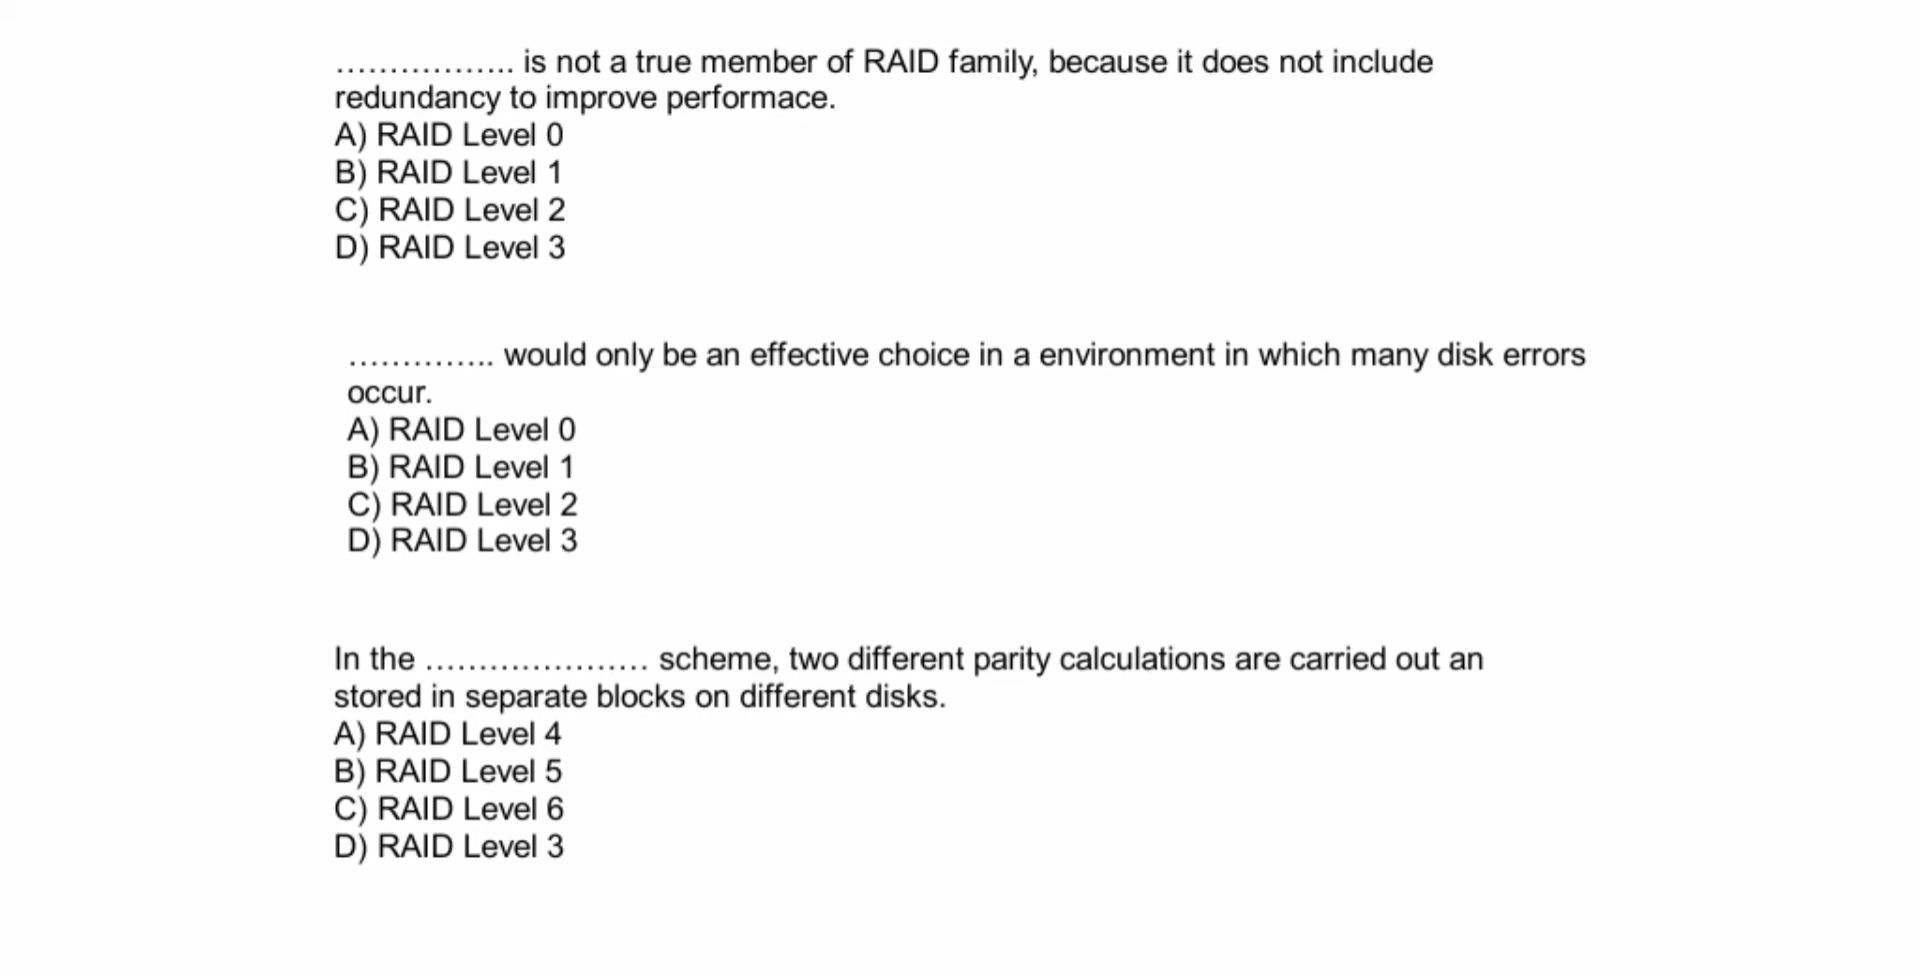 ................. is not a true member of RAID family, because it does not include
redundancy to improve performace.
A) RAID Level 0
B) RAID Level 1
C) RAID Level 2
D) RAID Level 3
.............. would only be an effective choice in a environment in which many disk errors
occur.
A) RAID Level 0
B) RAID Level 1
C) RAID Level 2
D) RAID Level 3
In the ..................... scheme, two different parity calculations are carried out an
stored in separate blocks on different disks.
A) RAID Level 4
B) RAID Level 5
C) RAID Level 6
D) RAID Level 3